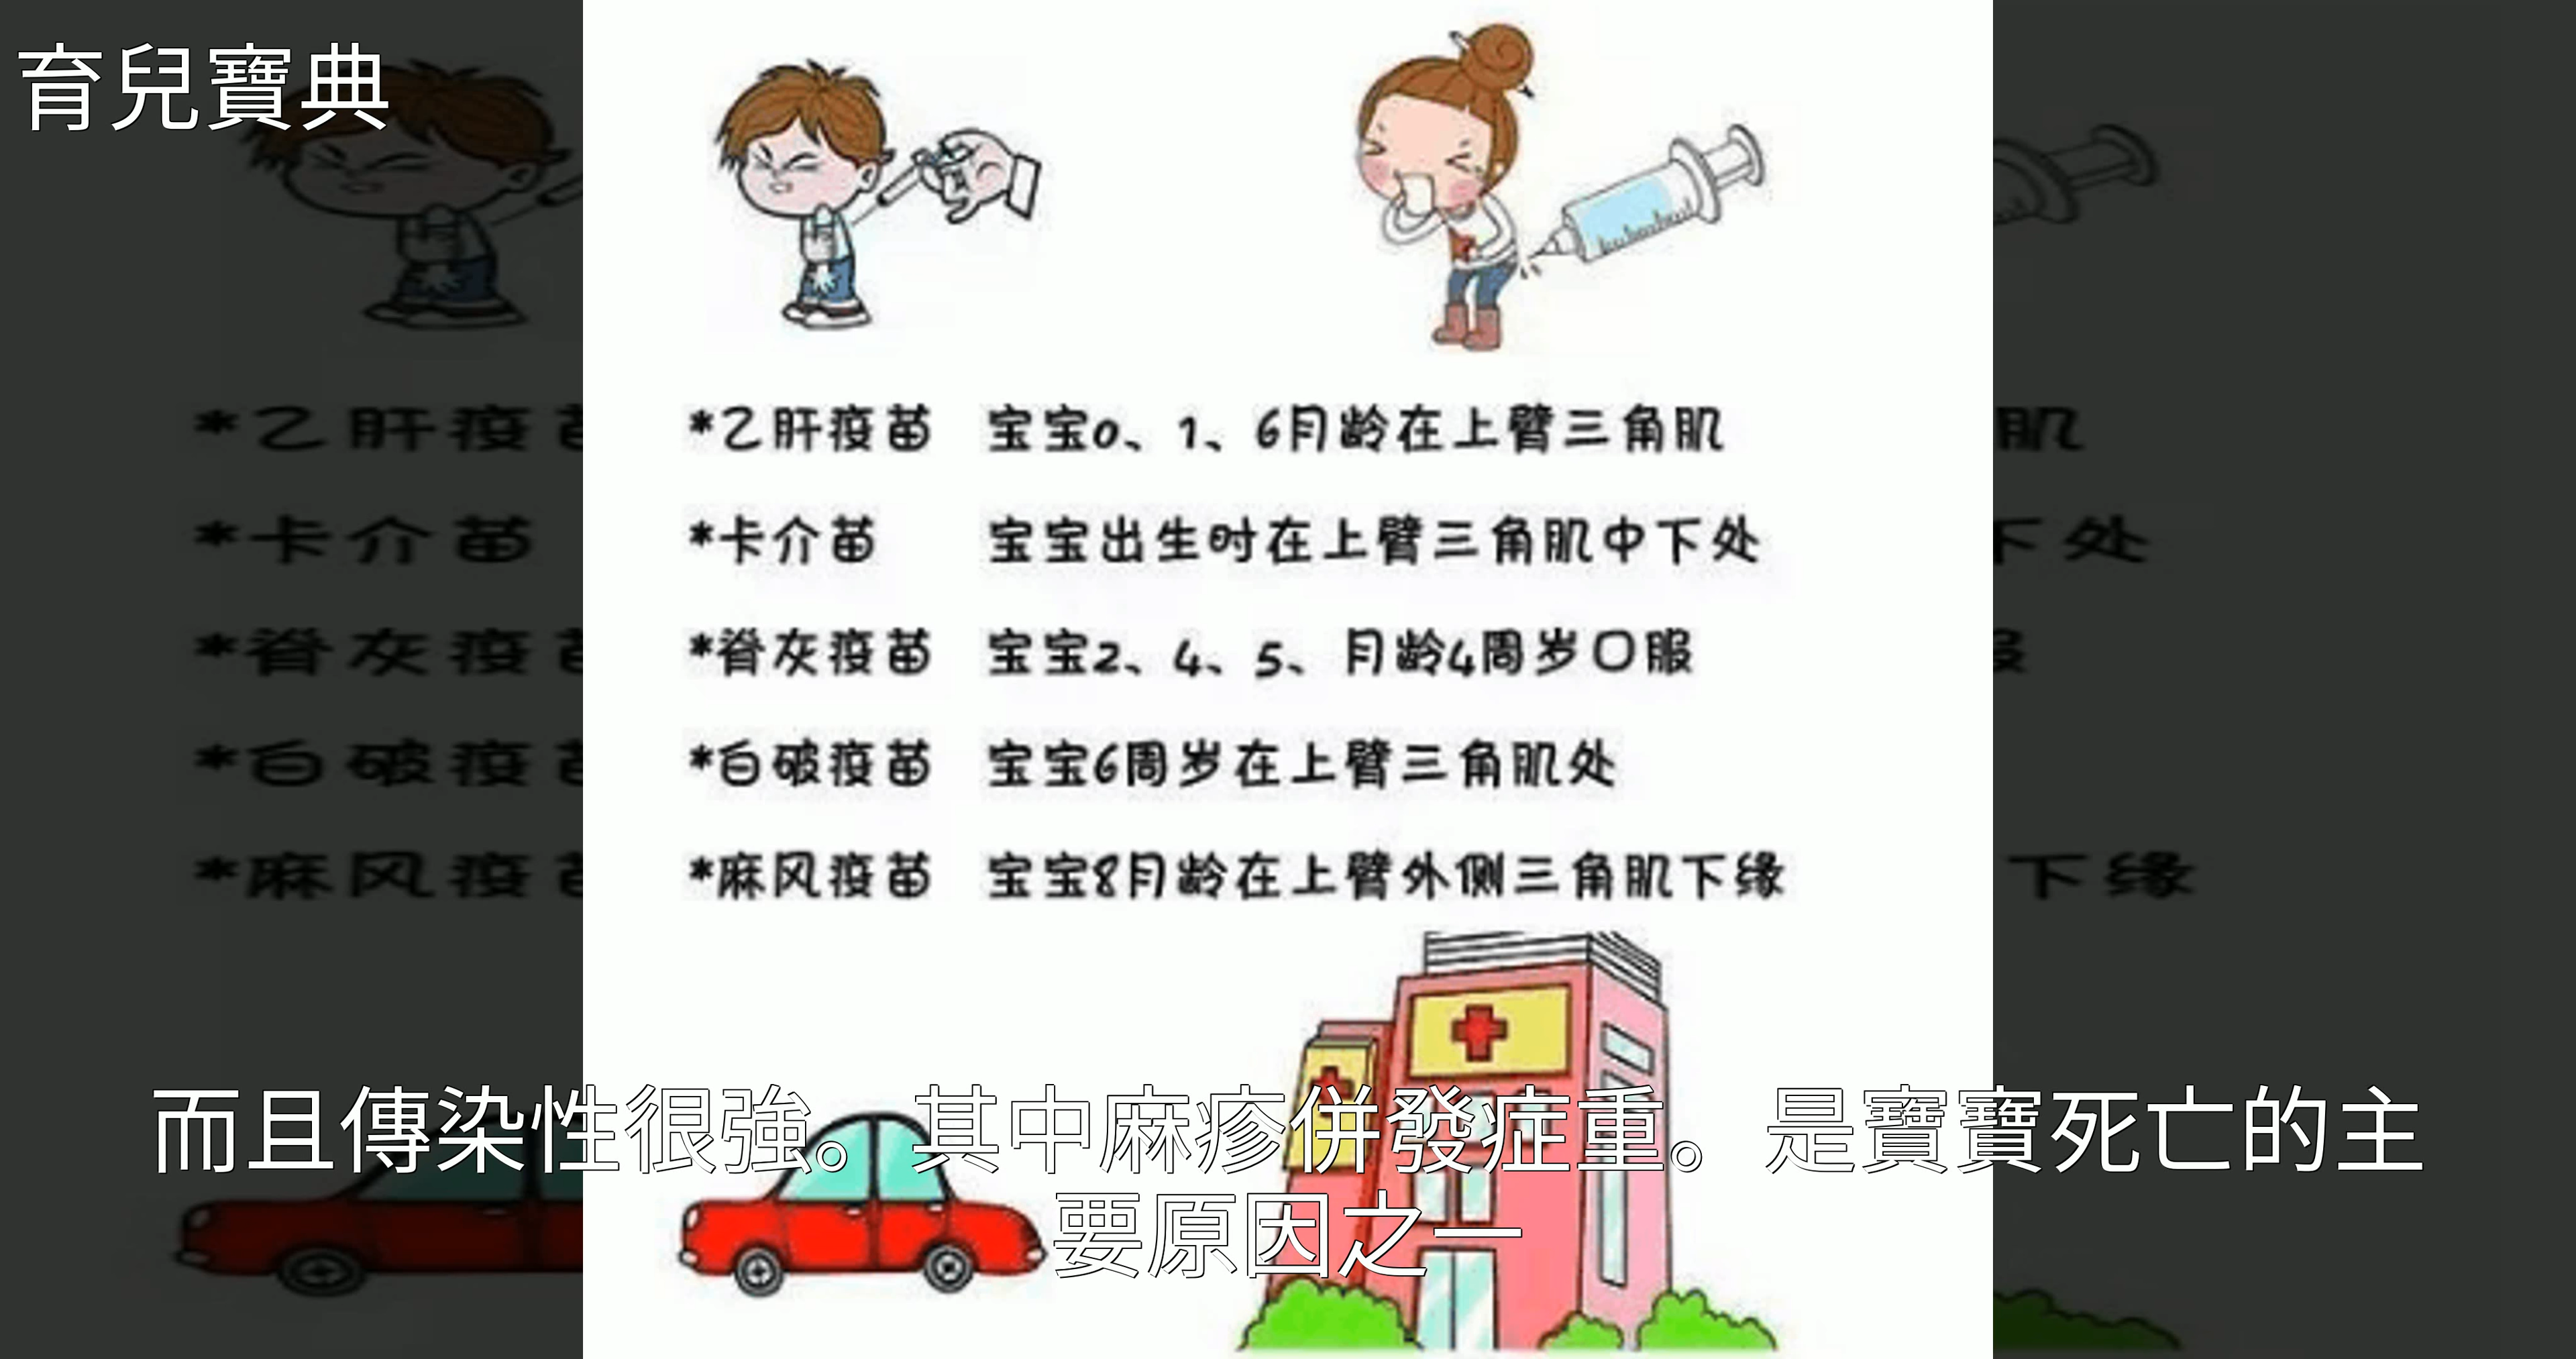 育兒寶典
*乙肝疫苗 宝宝0、1、6月龄在上臂三角肌
*卡介苗 宝宝出生时在上臂三角肌中下处
*脊灰疫苗 宝宝2、4、5、月龄4周岁口服
*白破疫苗 宝宝6周岁在上臂三角肌处
*麻风疫苗 宝宝8月龄在上臂外侧三角肌下缘
而且傳染性很強。其中麻疹併發症重。是寶寶死亡的主
要原因之一